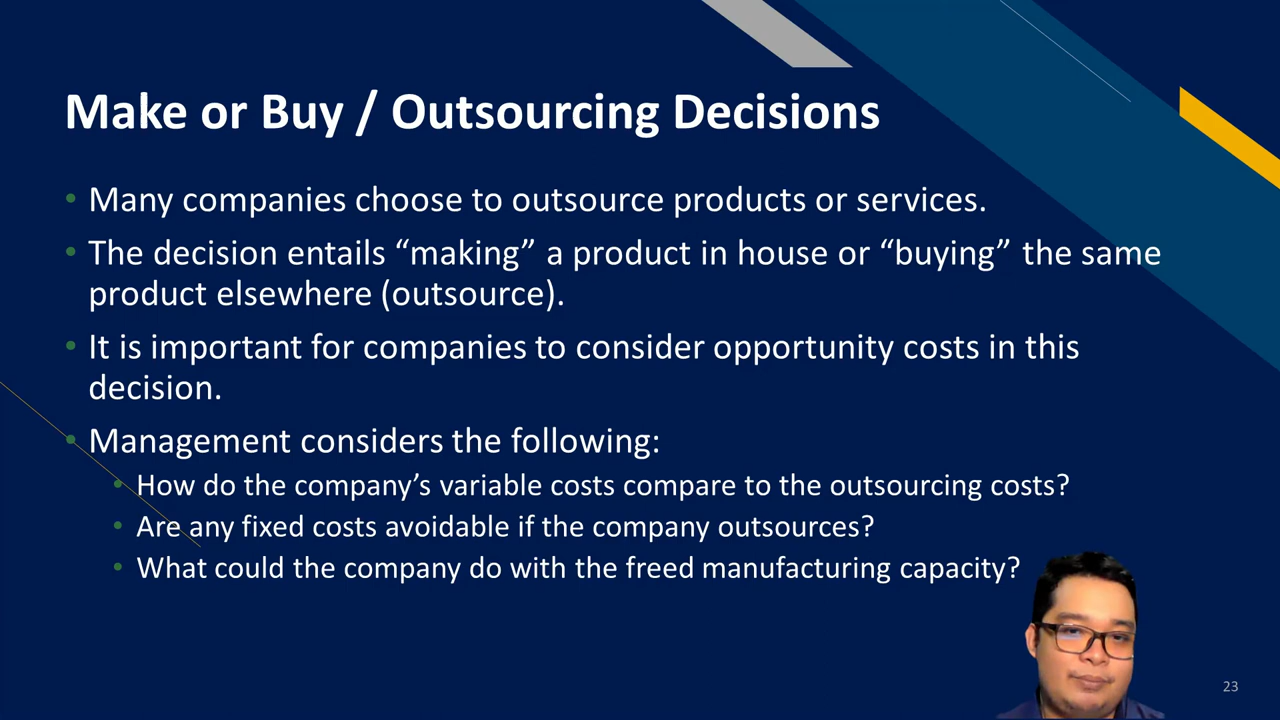 Make or Buy / Outsourcing Decisions
• Many companies choose to outsource products or services.
• The decision entails “making” a product in house or “buying” the same
product elsewhere (outsource).
• It is important for companies to consider opportunity costs in this
decision.
• Management considers the following:
• How do the company’s variable costs compare to the outsourcing costs?
• Are any fixed costs avoidable if the company outsources?
• What could the company do with the freed manufacturing capacity?
23